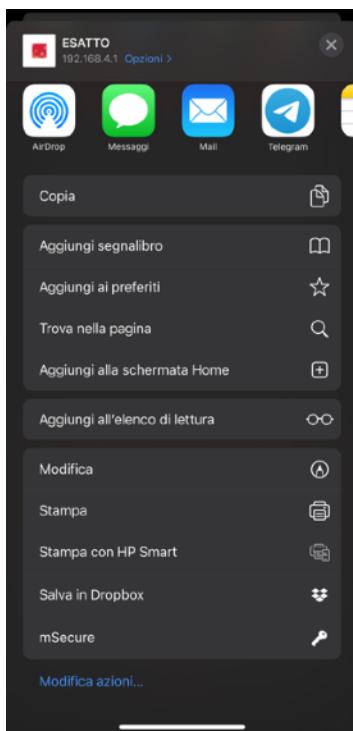 ESATTO
192.168.4.1 Opzioni >
AirDrop
Messaggi
Mail
Telegram
Copia
Aggiungi segnalibro
Aggiungi ai preferiti
Trova nella pagina
Aggiungi alla schermata Home
Aggiungi all'elenco di lettura
Modifica
Stampa
Stampa con HP Smart
Salva in Dropbox
mSecure
Modifica azioni...